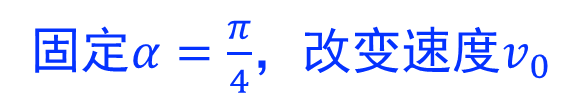 固定α = π/4，改变速度v₀